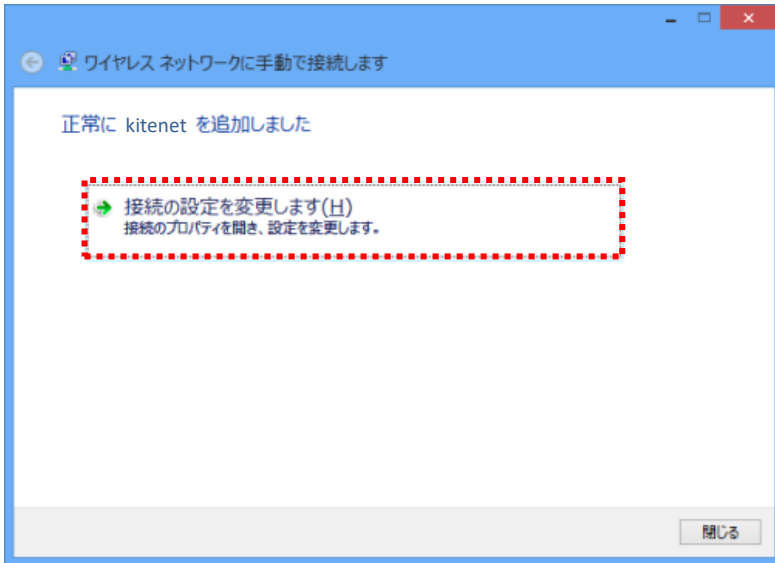 ワイヤレス ネットワークに手動で接続します
正常に kitenet を追加しました
接続の設定を変更します(H)
接続のプロパティを開き、設定を変更します。
閉じる